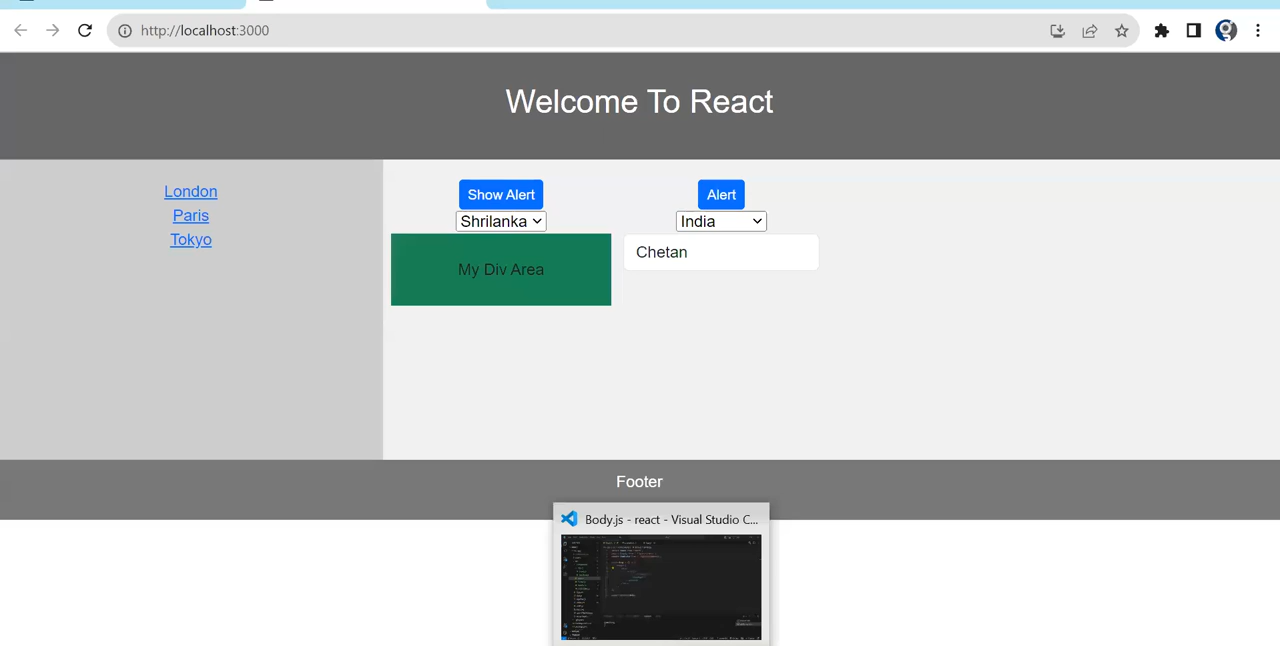 http://localhost:3000
Welcome To React
London
Paris
Tokyo
Show Alert
Alert
Shrilanka
India
My Div Area
Chetan
Footer
Body.js - react - Visual Studio C...